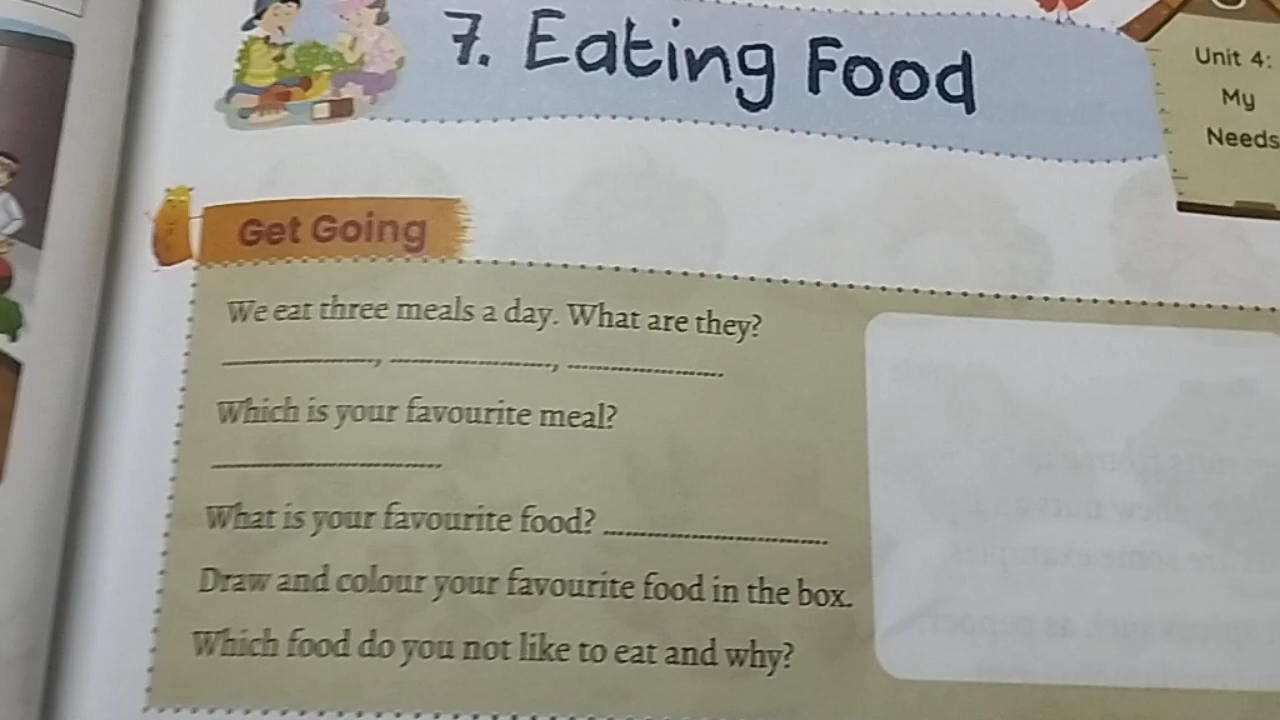 7. Eating Food
Unit 4:
My
Needs
Get Going
We eat three meals a day. What are they?
Which is your favourite meal?
What is your favourite food?
Draw and colour your favourite food in the box.
Which food do you not like to eat and why?